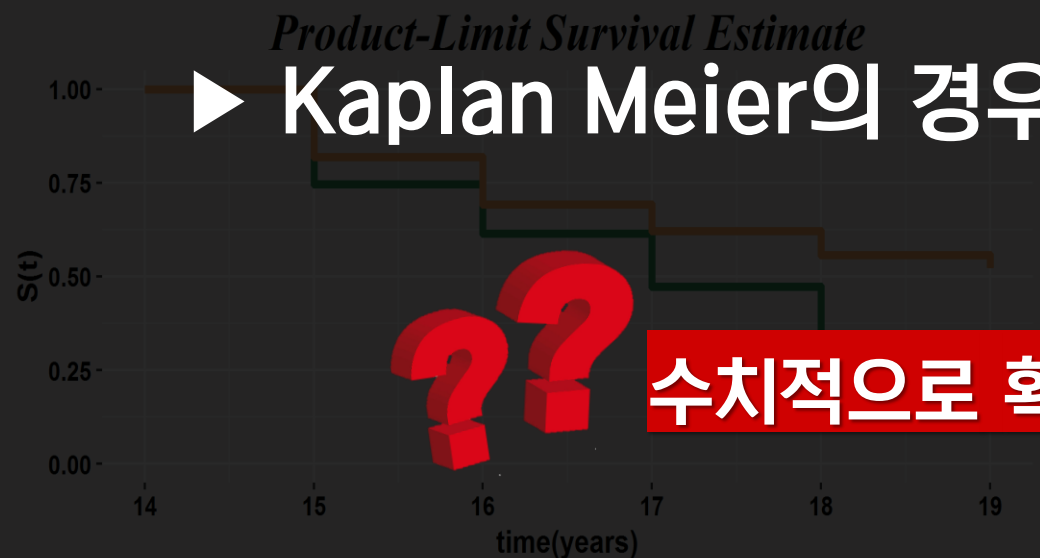 Product-Limit Survival Estimate
▶ Kaplan Meier의 경우
1.00
0.75
S(t)
0.50
??
수치적으로
0.25
0.00
14 15 16 17 18 19
time(years)